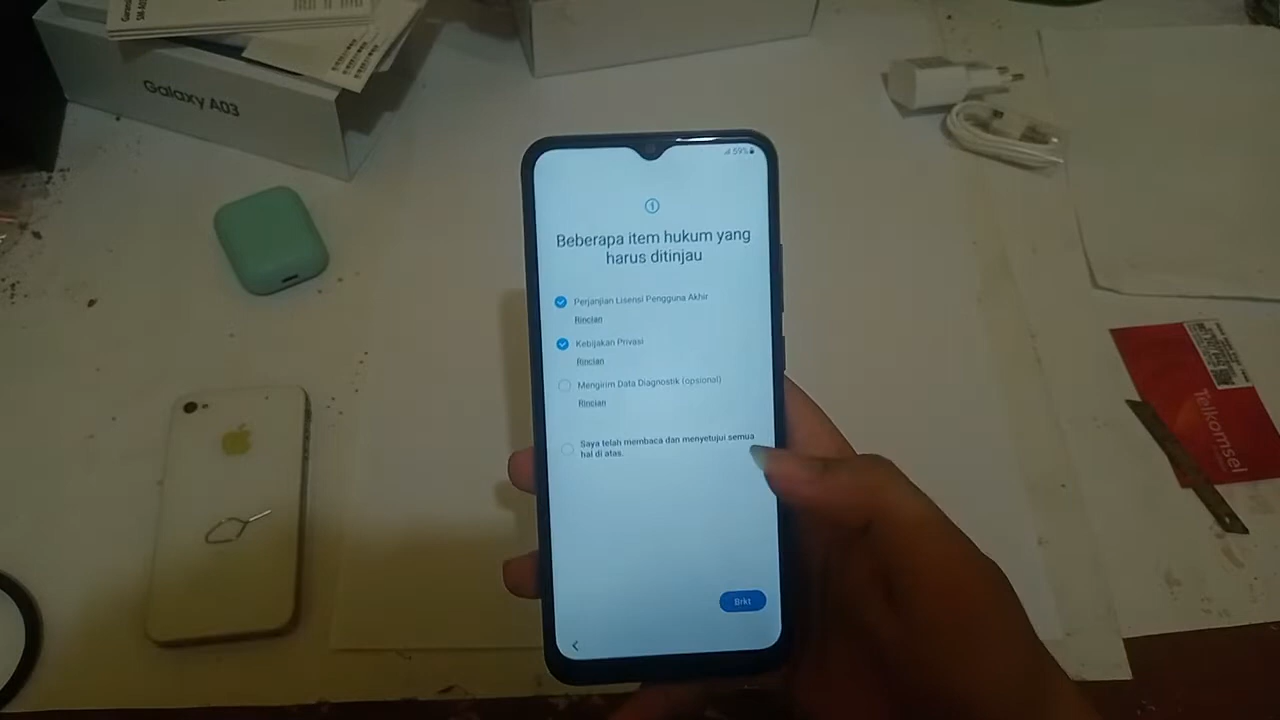 Galaxy A03
59%
Beberapa item hukum yang
harus ditinjau
Perjanjian Lisensi Pengguna Akhir
Rincian
Kebijakan Privasi
Rincian
Mengirim Data Diagnostik (opsional)
Rincian
Saya telah membaca dan menyetujui semua
hal di atas.
Brkt
Telkomsel